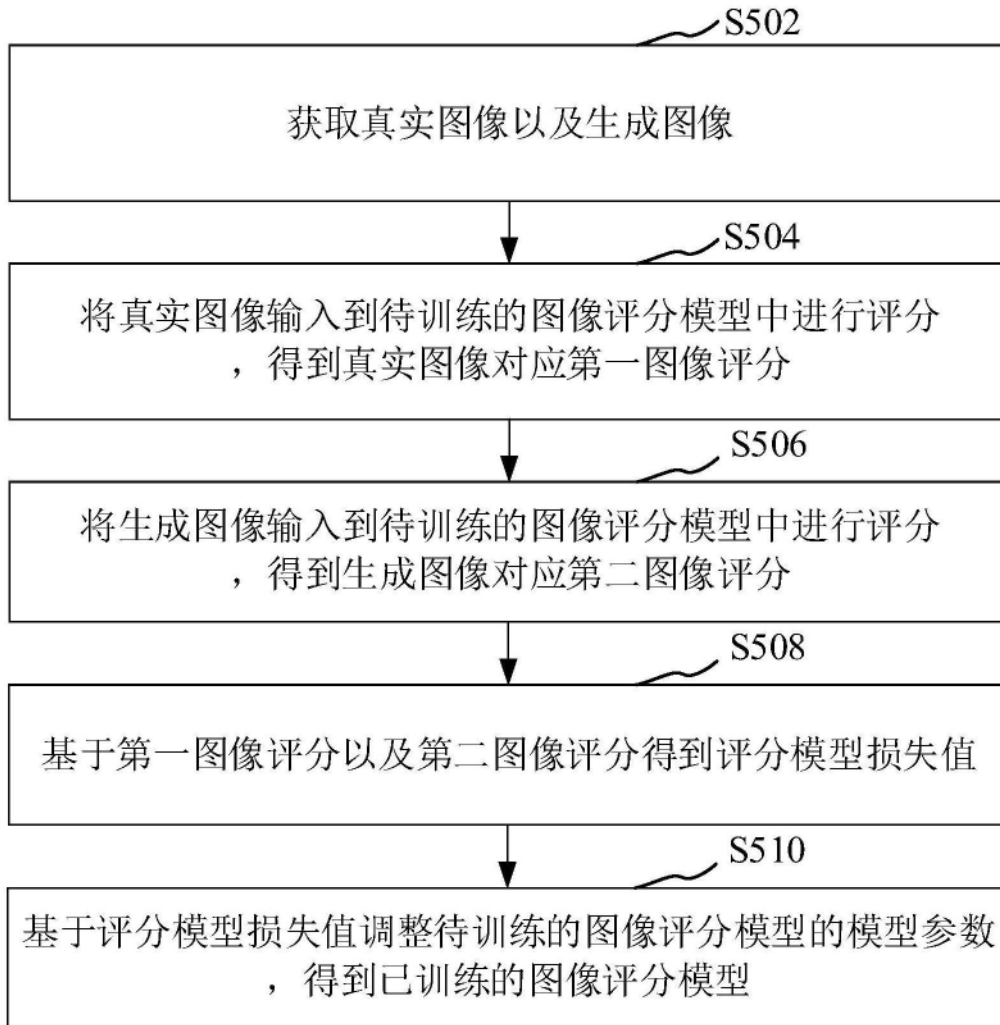 S502
获取真实图像以及生成图像
S504
将真实图像输入到待训练的图像评分模型中进行评分
，得到真实图像对应第一图像评分
S506
将生成图像输入到待训练的图像评分模型中进行评分
，得到生成图像对应第二图像评分
S508
基于第一图像评分以及第二图像评分得到评分模型损失值
S510
基于评分模型损失值调整待训练的图像评分模型的模型参数
，得到已训练的图像评分模型